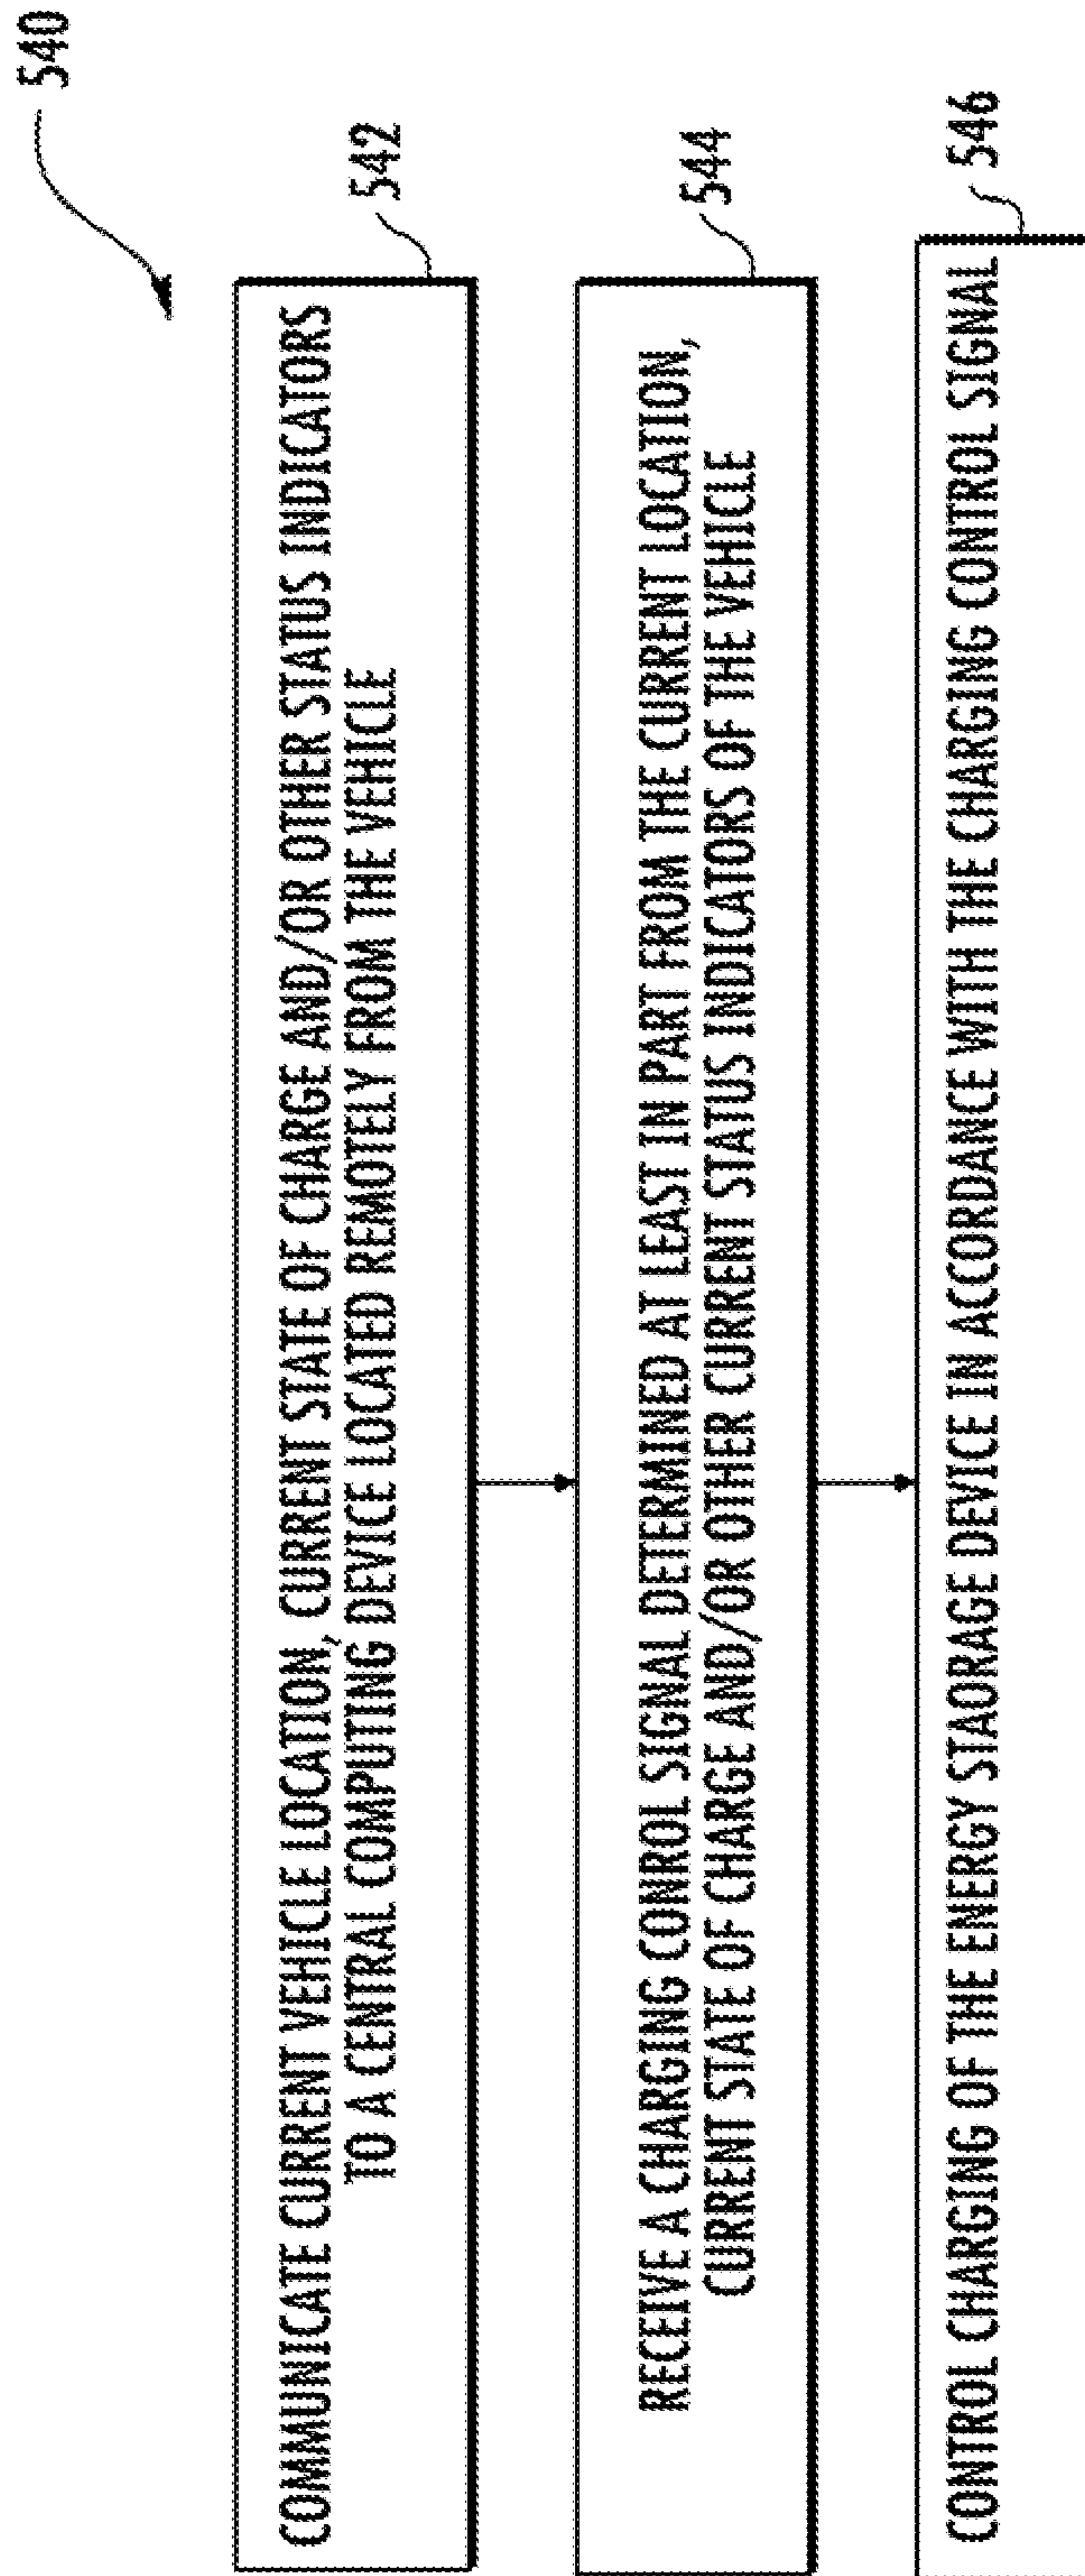 540
COMMUNICATE CURRENT VEHICLE LOCATION, CURRENT STATE OF CHARGE AND/OR OTHER STATUS INDICATORS
TO A CENTRAL COMPUTING DEVICE LOCATED REMOTELY FROM THE VEHICLE
542
RECEIVE A CHARGING CONROL SIGNAL DETERMINED AT LEAST IN PART FROM THE CURRENT LOCATION,
CURRENT STATE OF CHARGE AND/OR OTHER CURRENT STATUS INDICATORS OF THE VEHICLE
544
CONTROL CHARGING OF THE ENERGY STAORAGE DEVICE IN ACCORDANCE WITH THE CHARGING CONTROL SIGNAL
546